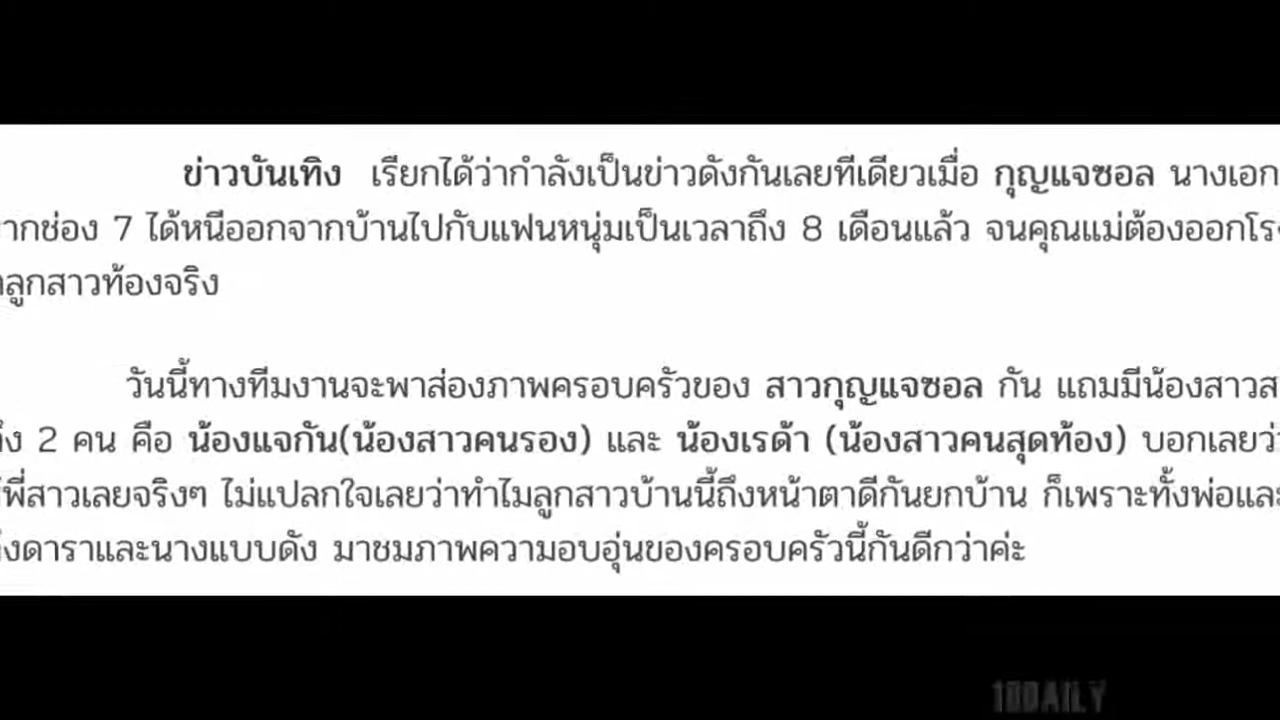 ข่าวบันเทิง เรียกได้ว่ากำลังเป็นข่าวดังกันเลยทีเดียวเมื่อ กุญแจซอล นางเอก
ช่อง 7 ได้หนีออกจากบ้านไปกับแฟนหนุ่มเป็นเวลาถึง 8 เดือนแล้ว จนคุณแม่ต้องออก
ลูกสาวท้องจริง
วันนี้ทางทีมงานจะพาส่องภาพครอบครัวของ สาวกุญแจซอล กัน แถมมีน้องสาว
2 คน คือ น้องแจกัน(น้องสาวคนรอง) และ น้องเรด้า (น้องสาวคนสุดท้อง) บอกเลย
พี่สาวเลยจริงๆ ไม่แปลกใจเลยว่าทำไมลูกสาวบ้านนี้ถึงหน้าตาดีกันยกบ้าน ก็เพราะทั้งพ่อ
ดาราและนางแบบดัง มาชมภาพความอบอุ่นของครอบครัวนี้กันดีกว่าค่ะ
10DAILY